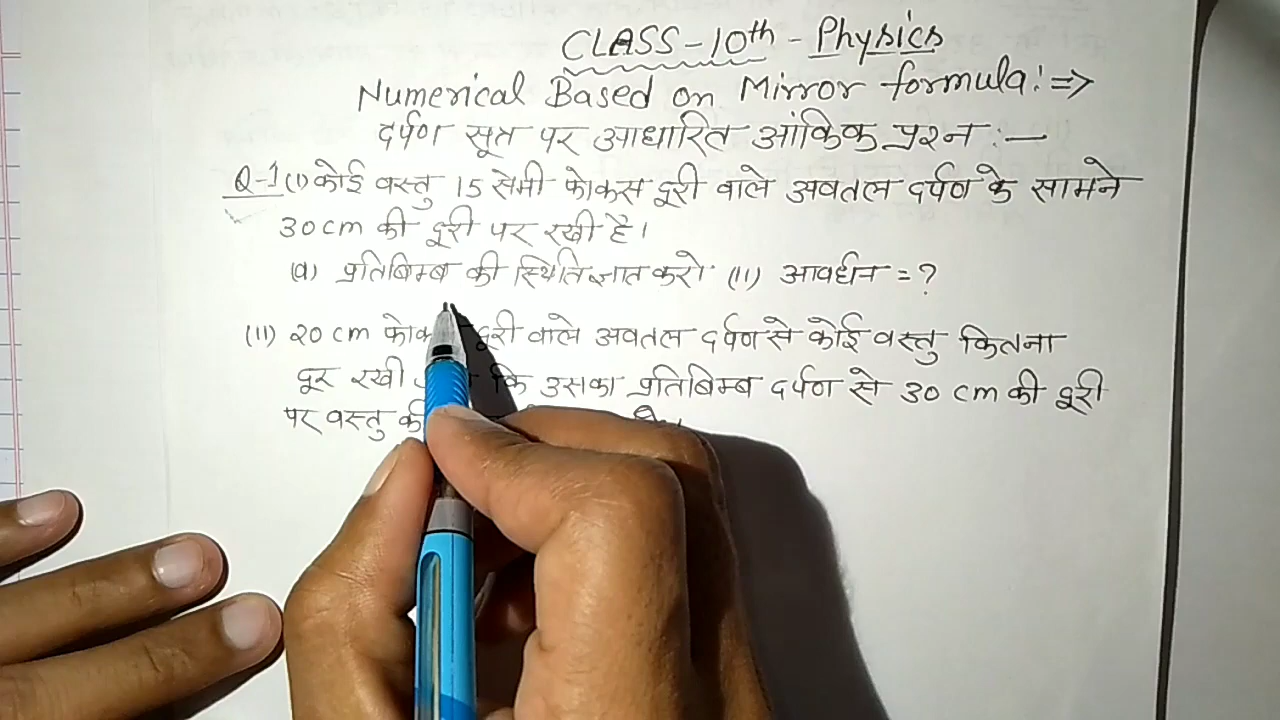 CLASS-10th - Physics
Numerical Based on Mirror formula:⇒
दर्पण सूत्र पर आधारित आंकिक प्रश्न :—
Q-1 (i) कोई वस्तु 15 सेमी फोकस दूरी वाले अवतल दर्पण के सामने
30 cm की दूरी पर रखी है।
(a) प्रतिबिम्ब की स्थिति ज्ञात करो (ii) आवर्धन = ?
(ii) 20 cm दूरी वाले अवतल दर्पण से कोई वस्तु कितना
दूर रखी कि उसका प्रतिबिम्ब दर्पण से 30 cm की दूरी
पर वस्तु की